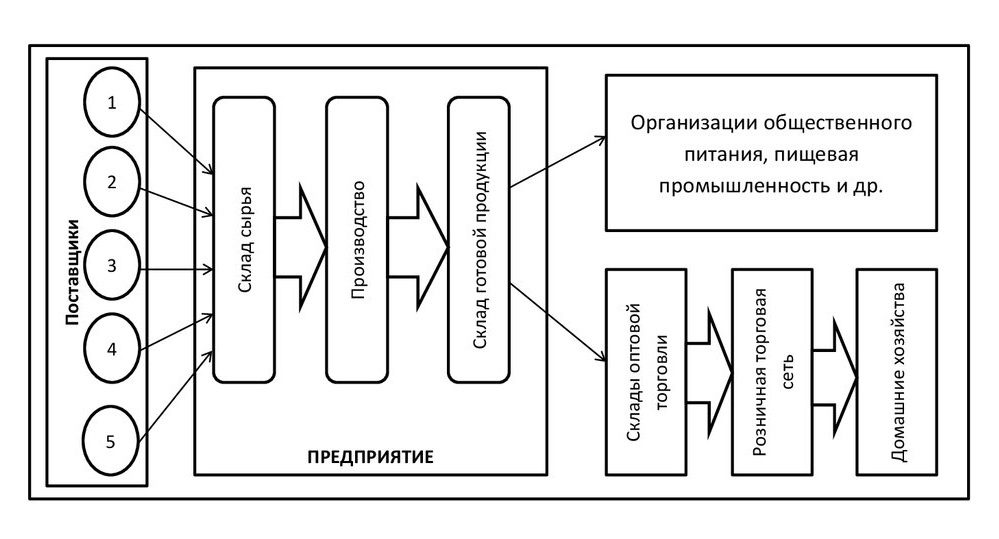 Поставщики
1
2
3
4
5
Склад сырья
Производство
Склад готовой продукции
ПРЕДПРИЯТИЕ
Организации общественного
питания, пищевая
промышленность и др.
Склады оптовой
торговли
Розничная торговая
сеть
Домашние хозяйства